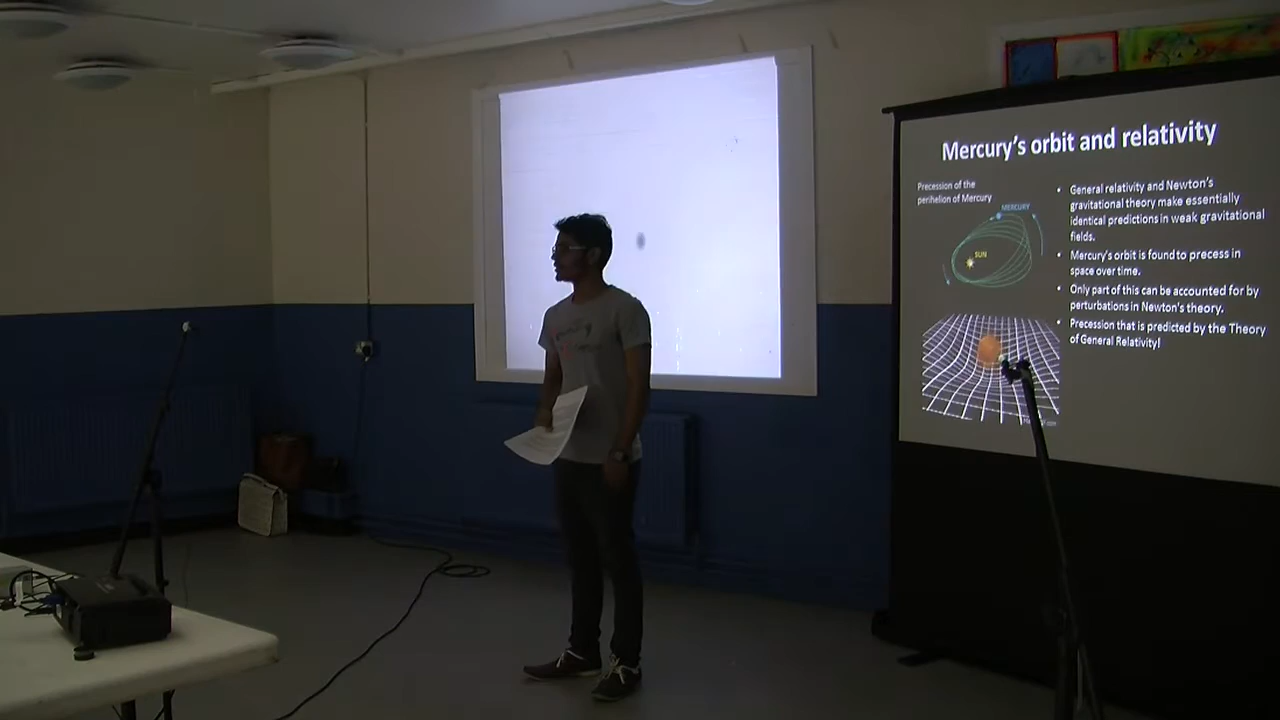 Mercury's orbit and relativity
Precession of the
perihelion of Mercury
MERCURY
SUN
• General relativity and Newton's
gravitational theory make essentially
identical predictions in weak gravitational
fields.
• Mercury's orbit is found to precess in
space over time.
• Only part of this can be accounted for by
perturbations in Newton's theory.
• Precession that is predicted by the Theory
of General Relativity!